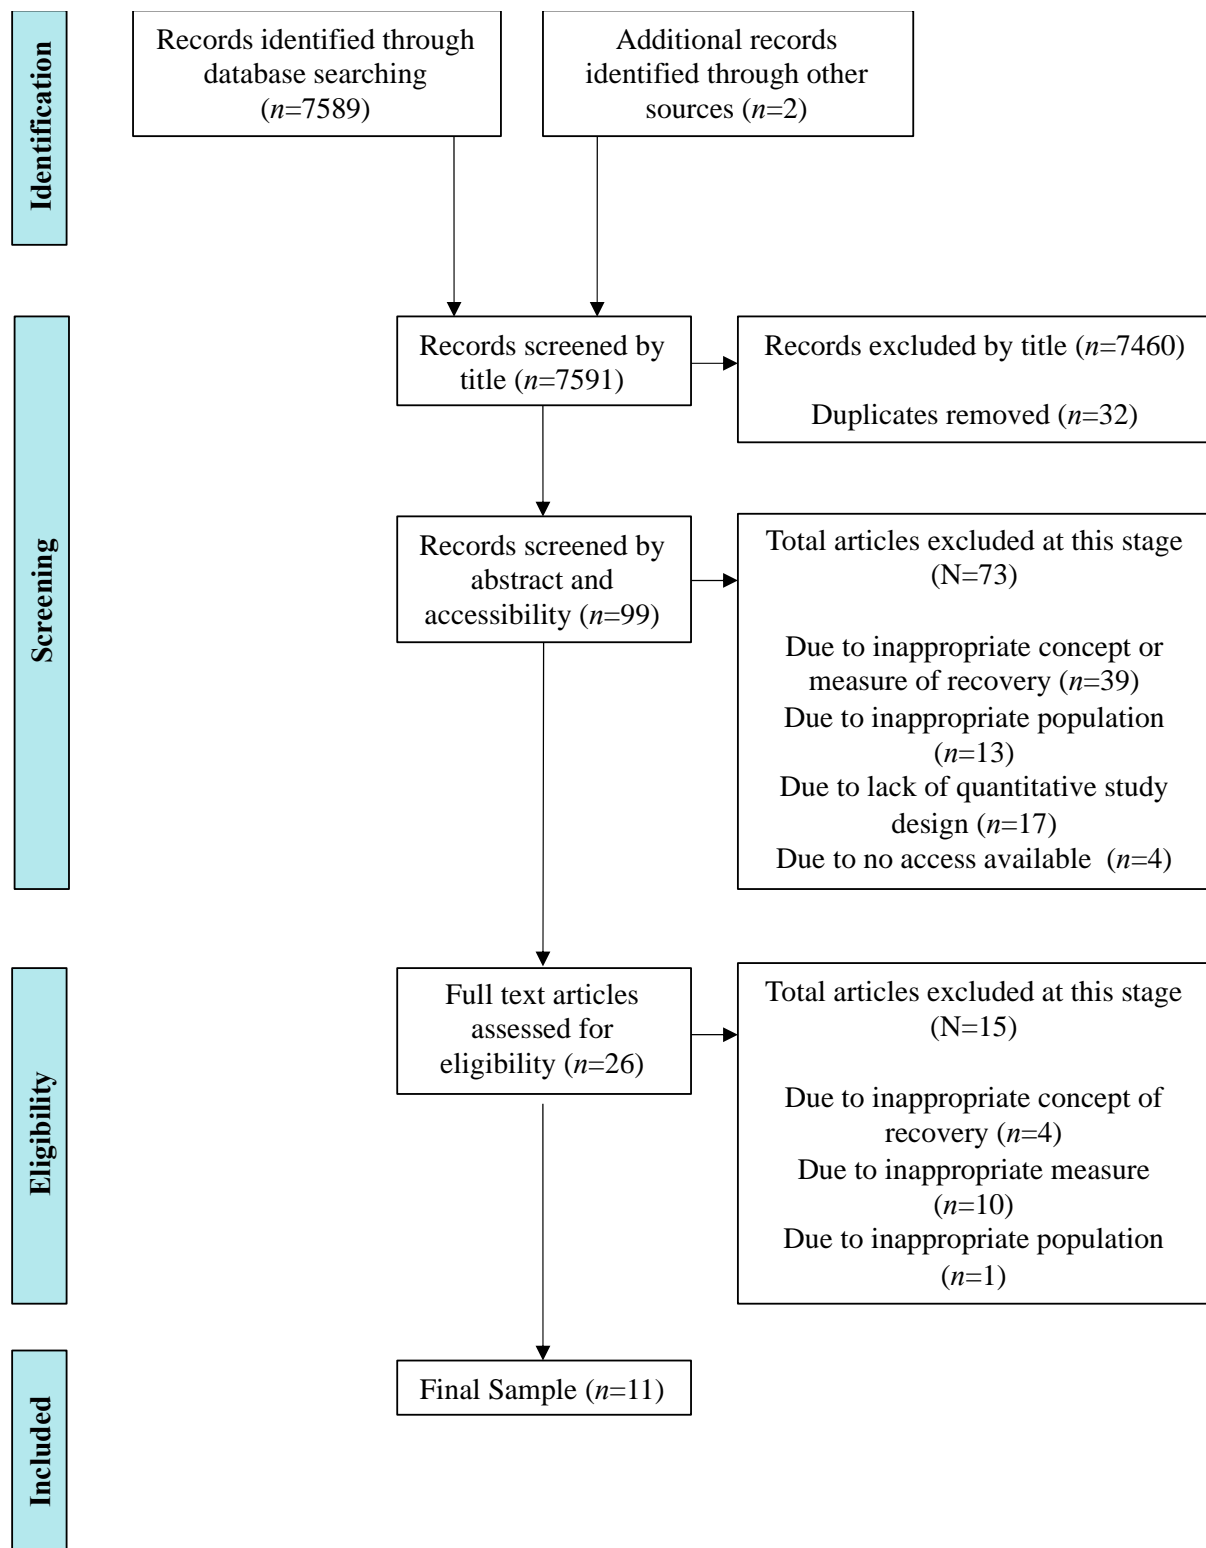 Identification
Records identified through
database searching
(n=7589)
Additional records
identified through other
sources (n=2)
Screening
Records screened by
title (n=7591)
Records excluded by title (n=7460)
Duplicates removed (n=32)
Records screened by
abstract and
accessibility (n=99)
Total articles excluded at this stage
(N=73)
Due to inappropriate concept or
measure of recovery (n=39)
Due to inappropriate population
(n=13)
Due to lack of quantitative study
design (n=17)
Due to no access available (n=4)
Eligibility
Full text articles
assessed for
eligibility (n=26)
Total articles excluded at this stage
(N=15)
Due to inappropriate concept of
recovery (n=4)
Due to inappropriate measure
(n=10)
Due to inappropriate population
(n=1)
Included
Final Sample (n=11)